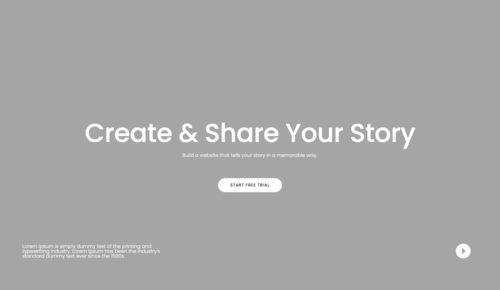 Create & Share Your Story
Build a website that tells your story in a memorable way.
START FREE TRIAL
Lorem Ipsum is simply dummy text of the printing and
typesetting industry. Lorem Ipsum has been the industry's
standard dummy text ever since the 1500s.